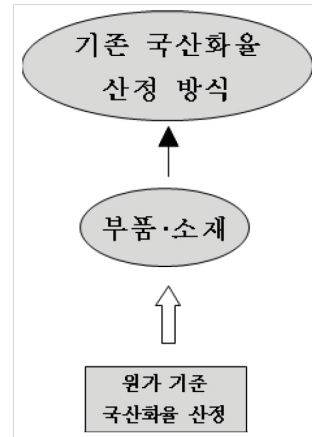 기존 국산화율
산정 방식
부품·소재
원가 기준
국산화율 산정